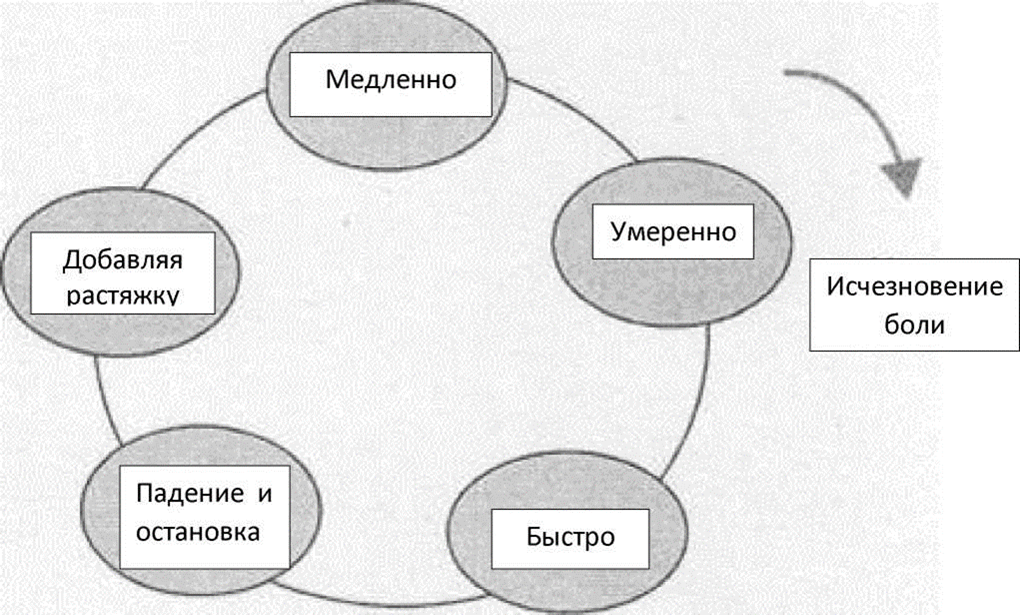 Медленно
Умеренно
Исчезновение
боли
Быстро
Падение и
остановка
Добавляя
растяжку